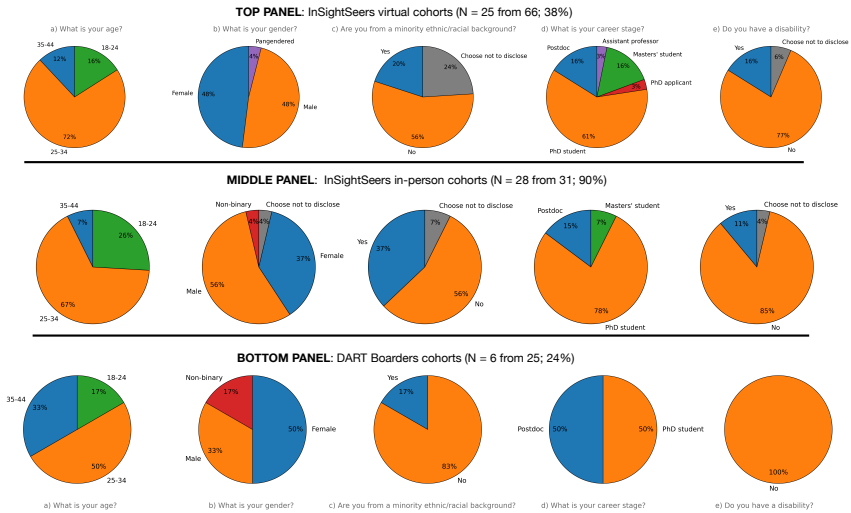 TOP PANEL: InSightSeers virtual cohorts (N = 25 from 66; 38%)
a) What is your age?
b) What is your gender?
c) Are you from a minority ethnic/racial background?
d) What is your career stage?
e) Do you have a disability?
35-44
12%
18-24
16%
72%
25-34
Pangendered
4%
Female
48%
48%
Male
Yes
20%
Choose not to disclose
24%
56%
No
Postdoc
16%
Assistant professor
3%
Masters' student
16%
PhD applicant
3%
61%
PhD student
Yes
16%
Choose not to disclose
6%
77%
No
MIDDLE PANEL: InSightSeers in-person cohorts (N = 28 from 31; 90%)
35-44
7%
18-24
26%
67%
25-34
Non-binary
4%
Choose not to disclose
4%
Female
37%
56%
Male
Yes
37%
Choose not to disclose
7%
56%
No
Postdoc
15%
Masters' student
7%
78%
PhD student
Yes
11%
Choose not to disclose
4%
85%
No
BOTTOM PANEL: DART Boarders cohorts (N = 6 from 25; 24%)
35-44
33%
18-24
17%
50%
25-34
Non-binary
17%
50%
Female
Male
33%
Yes
17%
83%
No
Postdoc
50%
50%
PhD student
100%
No
a) What is your age?
b) What is your gender?
c) Are you from a minority ethnic/racial background?
d) What is your career stage?
e) Do you have a disability?